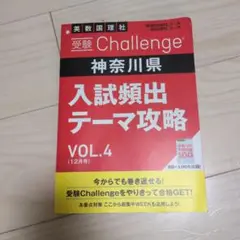 英数国理社
受験Challenge
神奈川県
入試頻出
テーマ攻略
VOL.4
(12月号)
今からでも巻き返せる!
受験Challengeをやりきって合格GET!